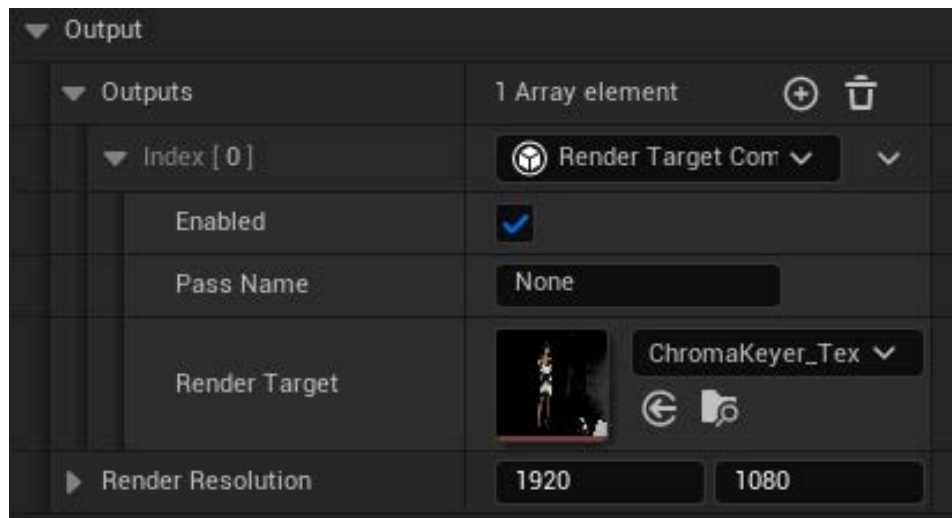 Output
Outputs 1 Array element
Index [ 0 ] Render Target Com
Enabled
Pass Name None
Render Target ChromaKeyer_Tex
Render Resolution 1920 1080